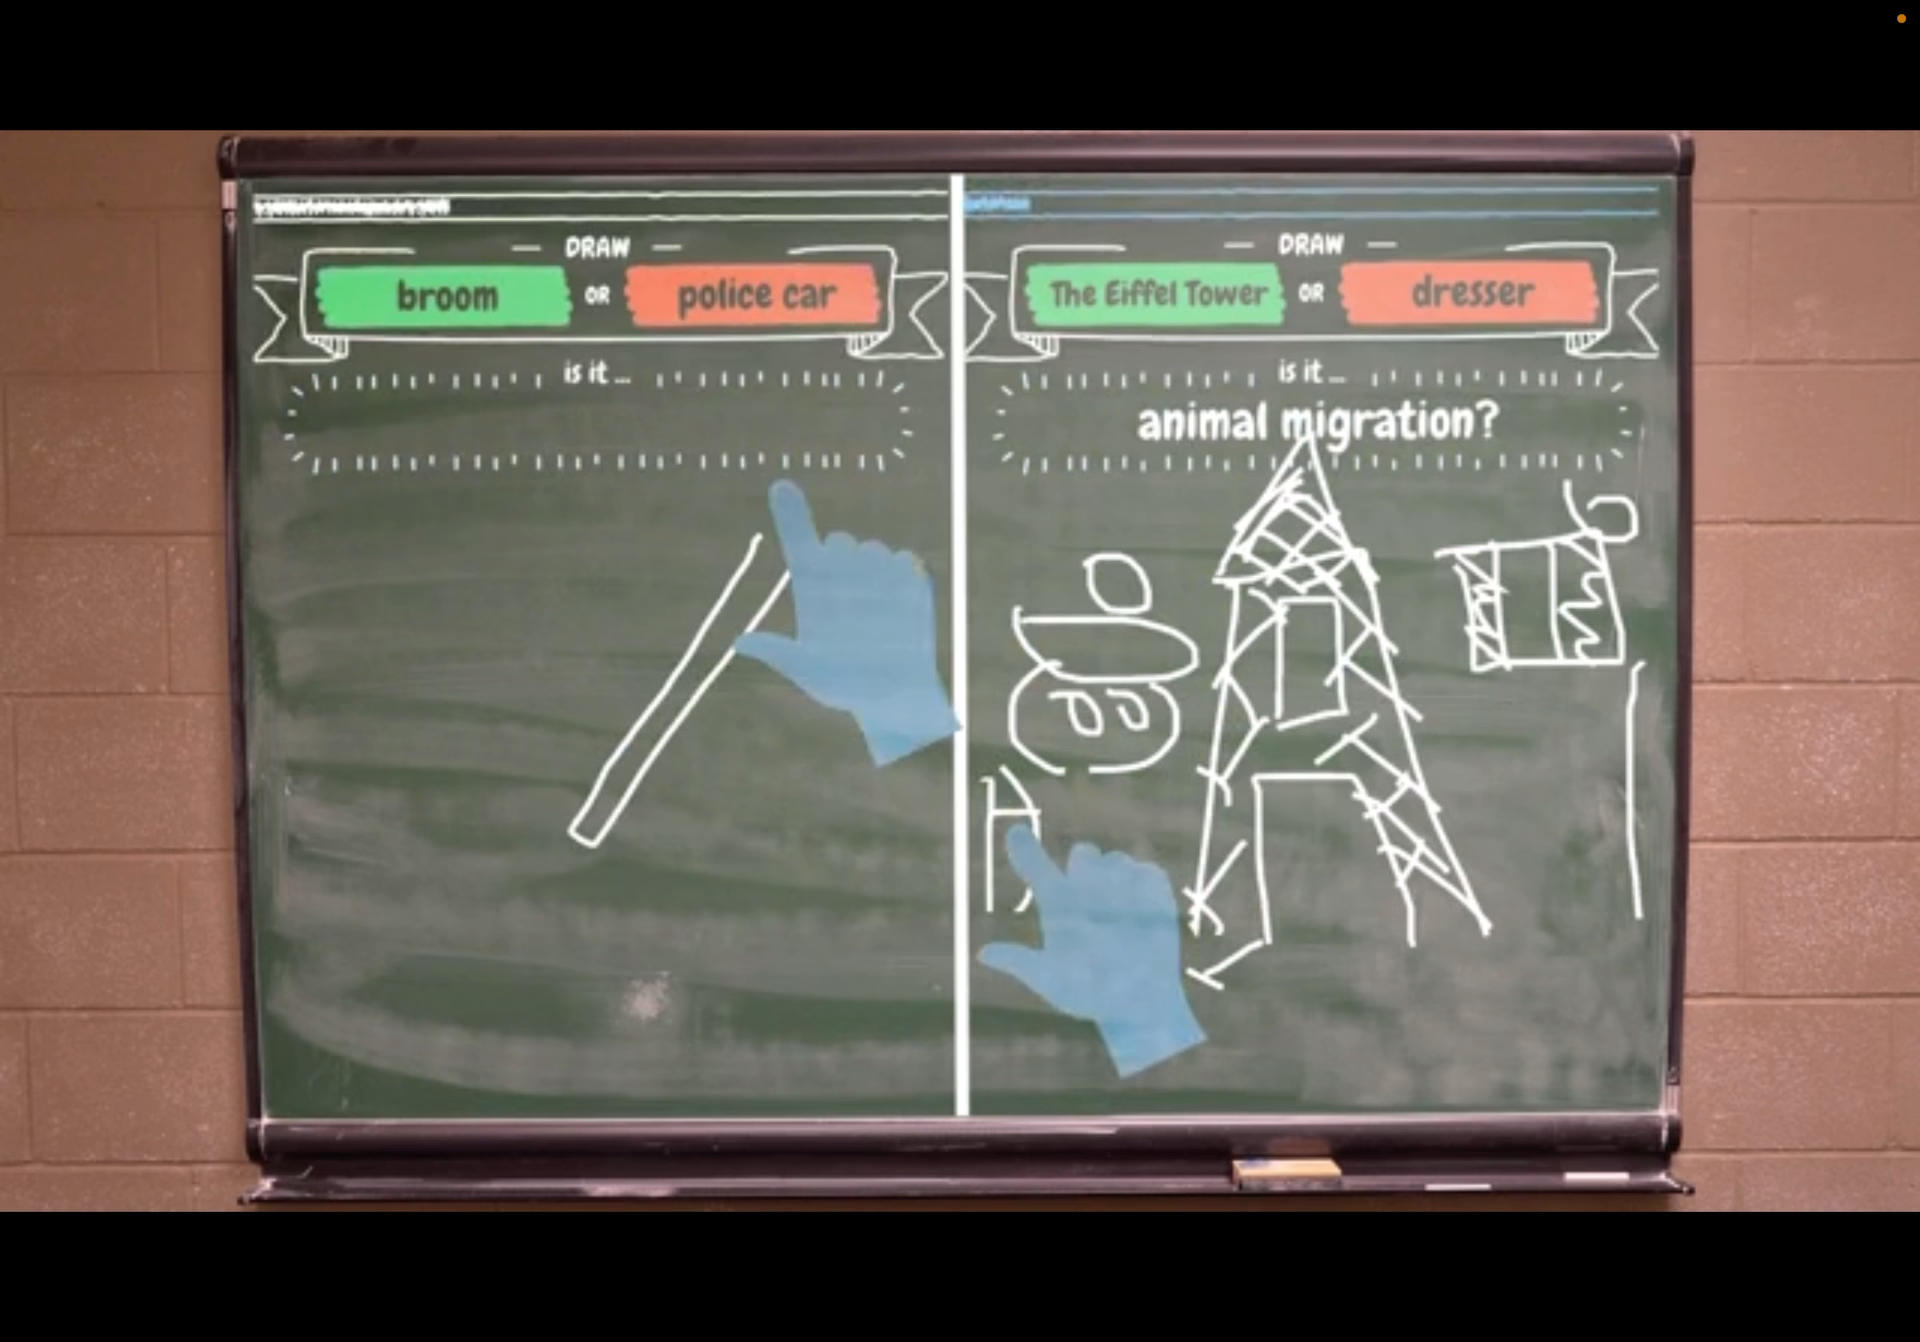 DRAW
broom OR police car
is it...
DRAW
The Eiffel Tower OR dresser
is it...
animal migration?